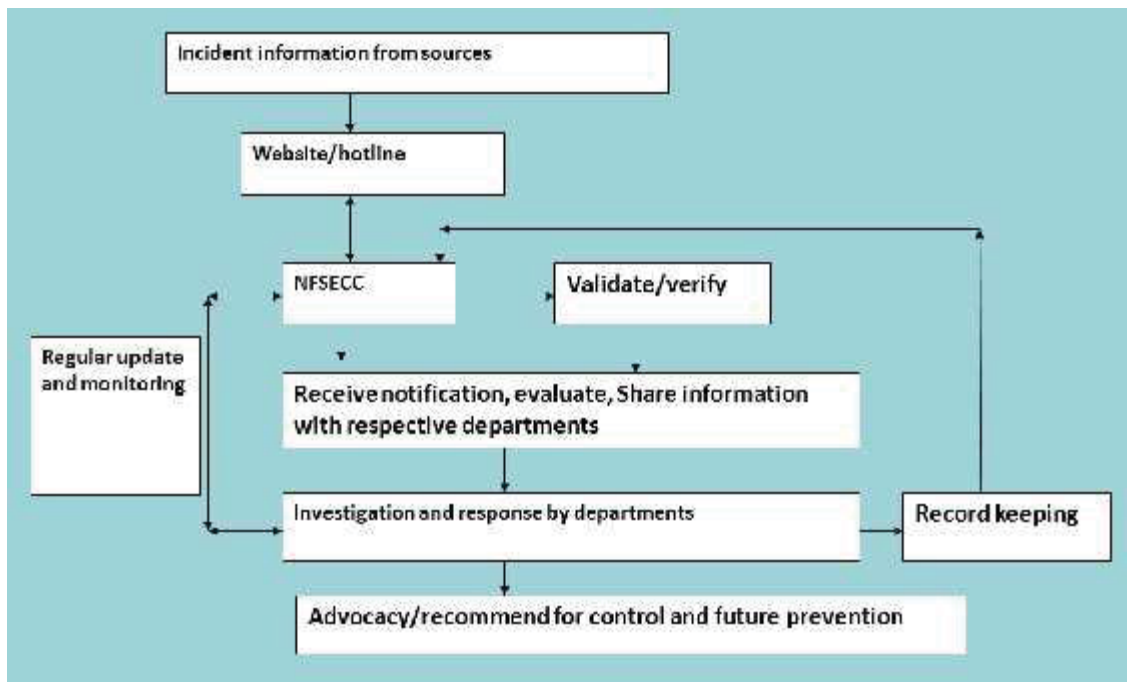 Incident information from sources
Website/hotline
NFSECC
Validate/verify
Regular update
and monitoring
Receive notification, evaluate, Share information
with respective departments
Investigation and response by departments
Record keeping
Advocacy/recommend for control and future prevention